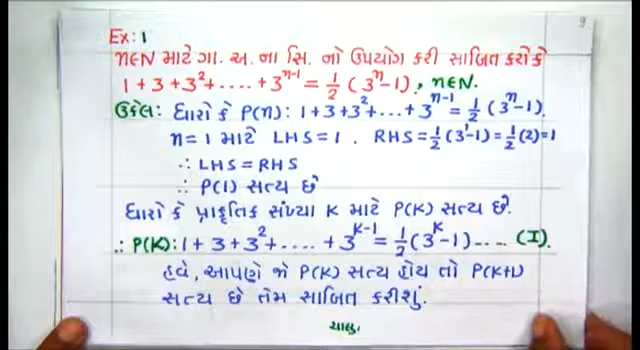 Ex: 1
n∈N માટે ગા. અ. ના સિ. નો ઉપયોગ કરી સાબિત કરો કે
1 + 3 + 3² + .... + 3ⁿ⁻¹ = 1/2 (3ⁿ-1), n∈N.
ઉકેલ: ધારો કે P(n): 1 + 3 + 3² + ... + 3ⁿ⁻¹ = 1/2 (3ⁿ-1).
n = 1 માટે LHS = 1 . RHS = 1/2 (3¹-1) = 1/2 (2) = 1
∴ LHS = RHS
∴ P(1) સત્ય છે
ધારો કે પ્રાકૃતિક સંખ્યા K માટે P(K) સત્ય છે.
∴ P(K): 1 + 3 + 3² + .... + 3ᴷ⁻¹ = 1/2 (3ᴷ-1) .... (I).
હવે, આપણે જો P(K) સત્ય હોય તો P(K+1)
સત્ય છે તેમ સાબિત કરીશું.
ચાલુ.